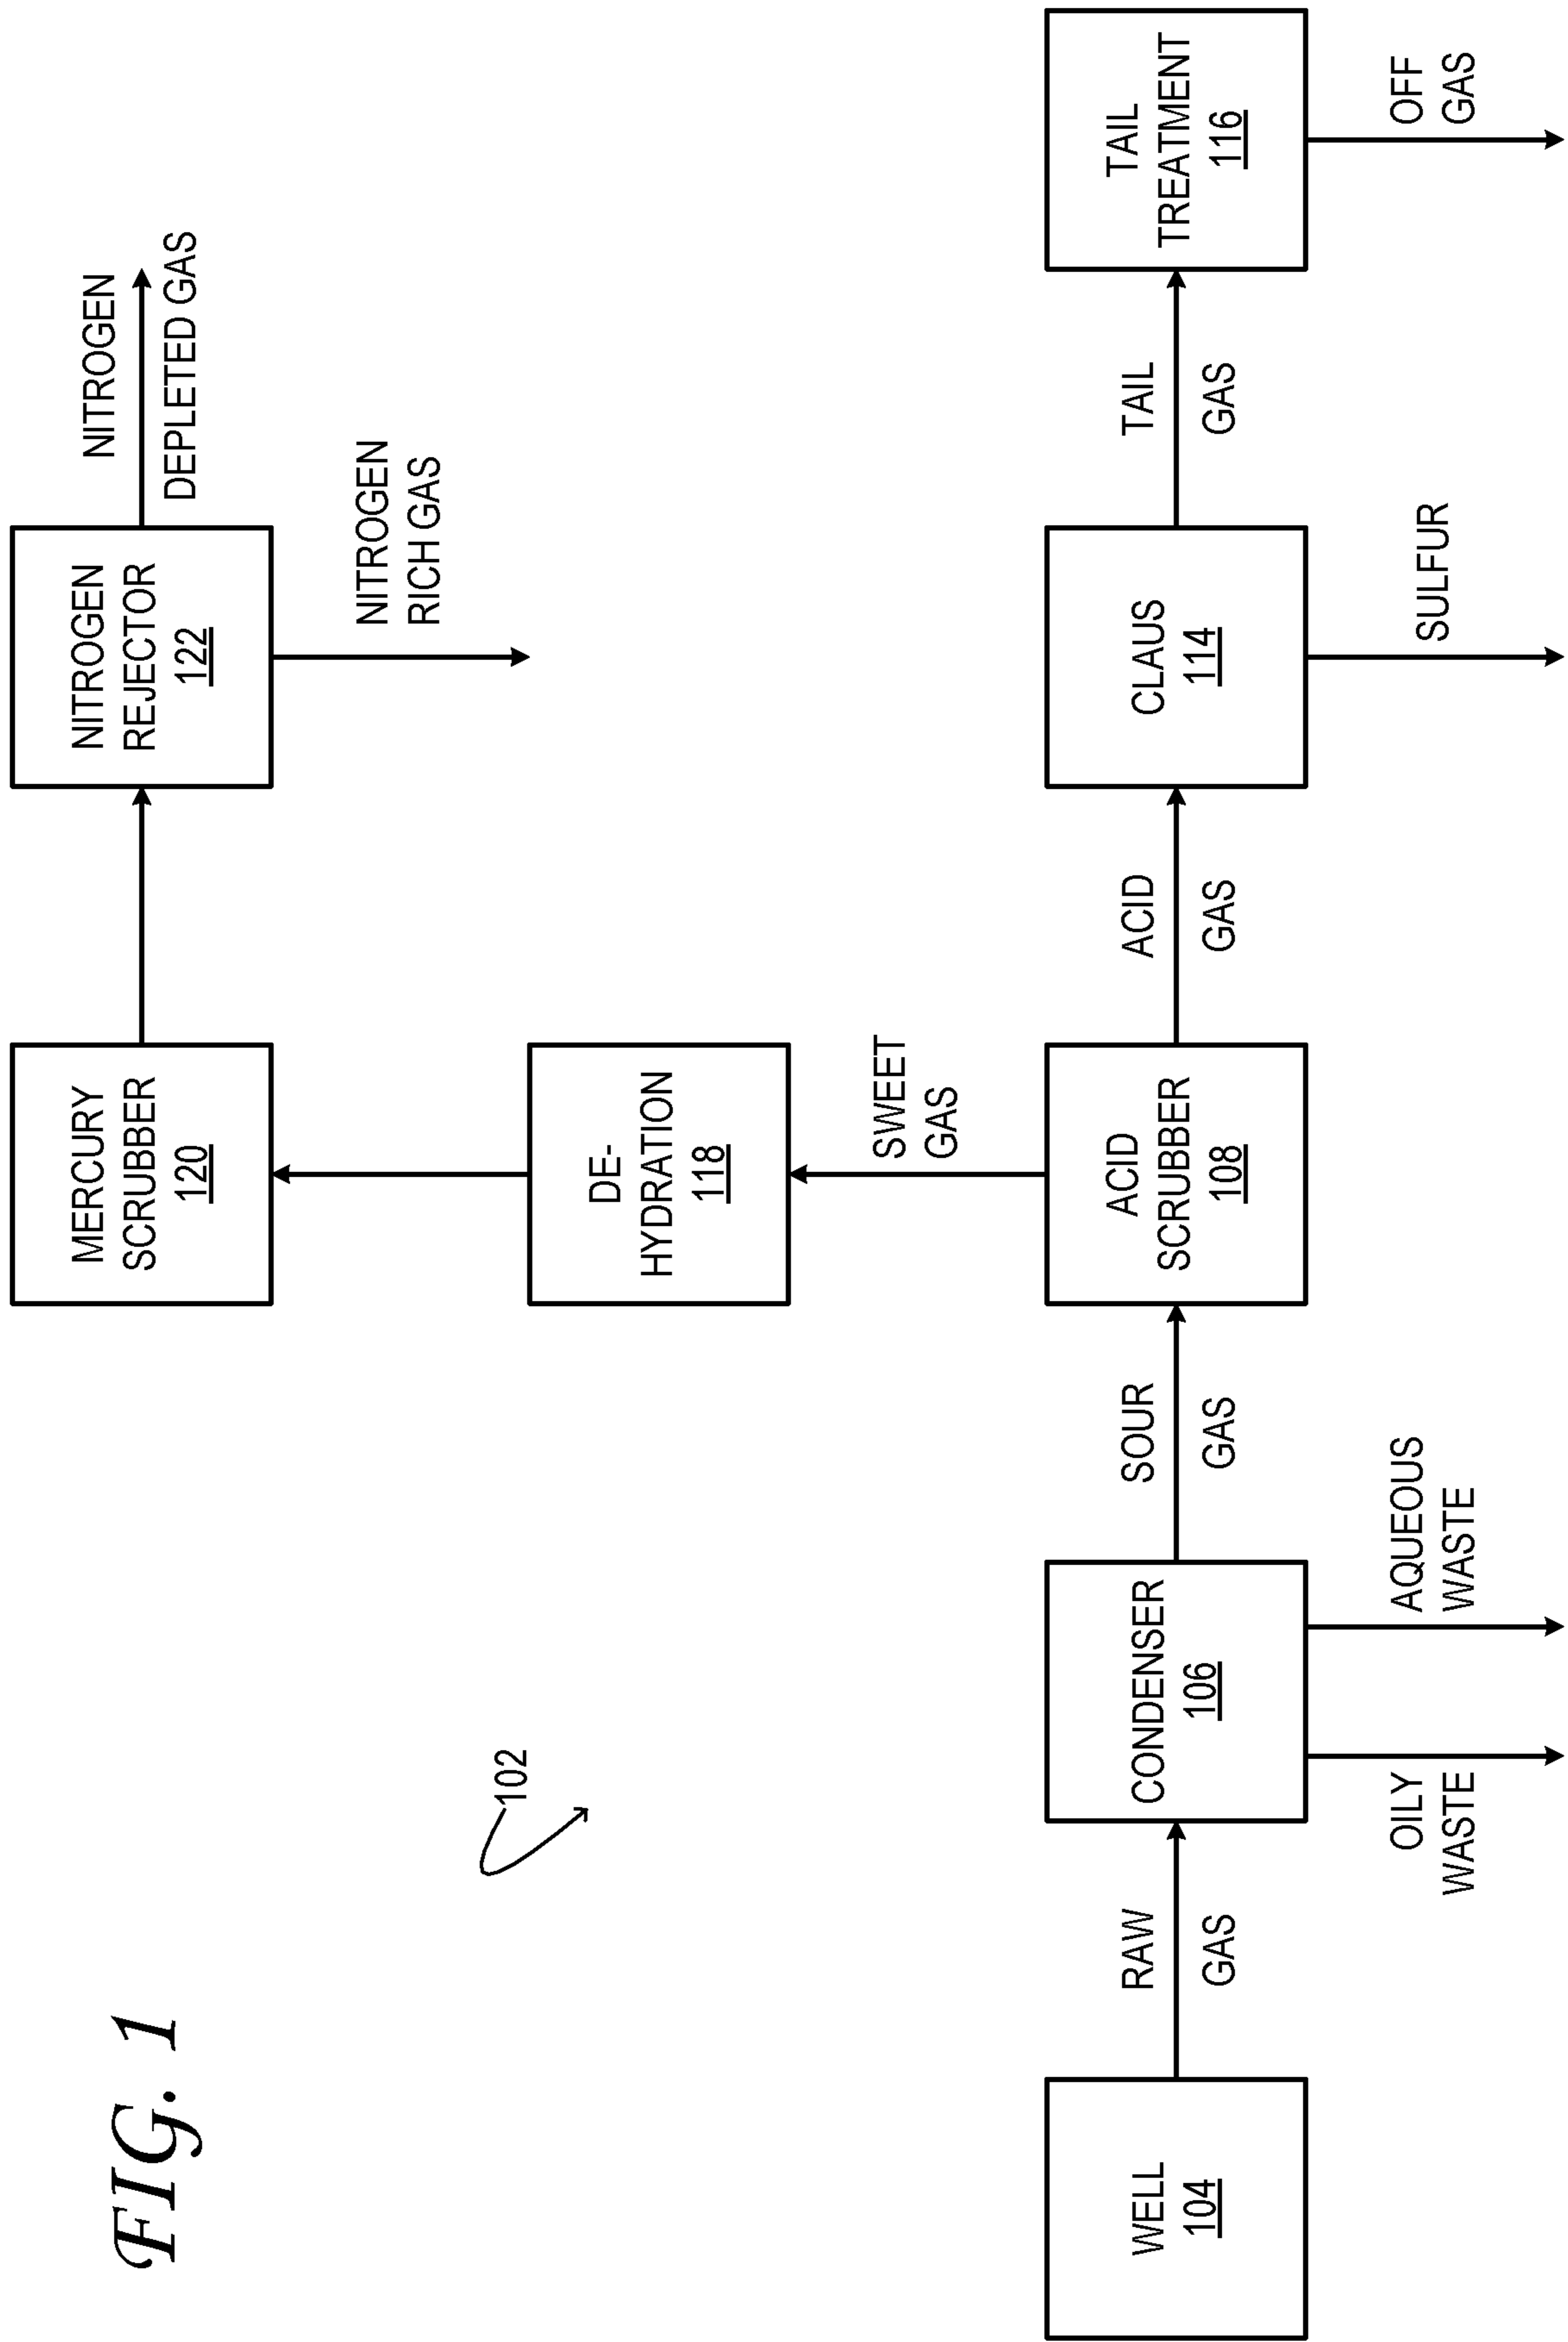 FIG. 1
102
MERCURY
SCRUBBER
120
NITROGEN
REJECTOR
122
NITROGEN
DEPLETED GAS
NITROGEN
RICH GAS
DE-
HYDRATION
118
SWEET
GAS
WELL
104
RAW
GAS
CONDENSER
106
OILY
WASTE
AQUEOUS
WASTE
SOUR
GAS
ACID
SCRUBBER
108
ACID
GAS
CLAUS
114
SULFUR
TAIL
GAS
TAIL
TREATMENT
116
OFF
GAS